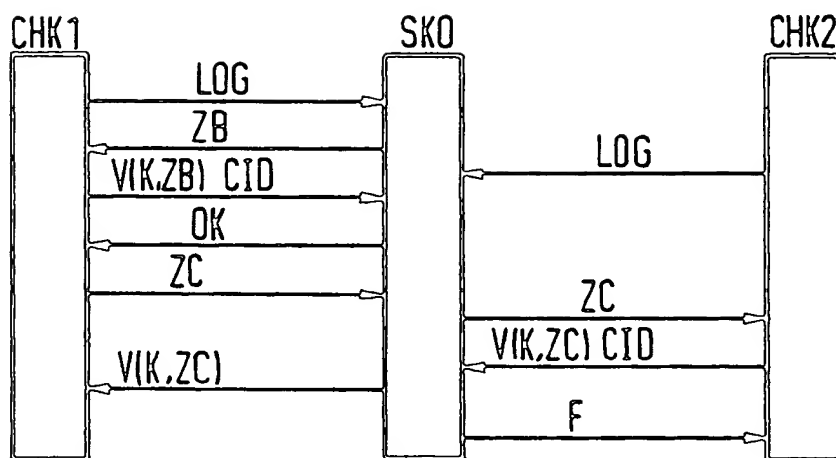 CHK1
SKO
CHK2
LOG
ZB
LOG
V(K,ZB) CID
OK
ZC
ZC
V(K,ZC) CID
V(K,ZC)
F